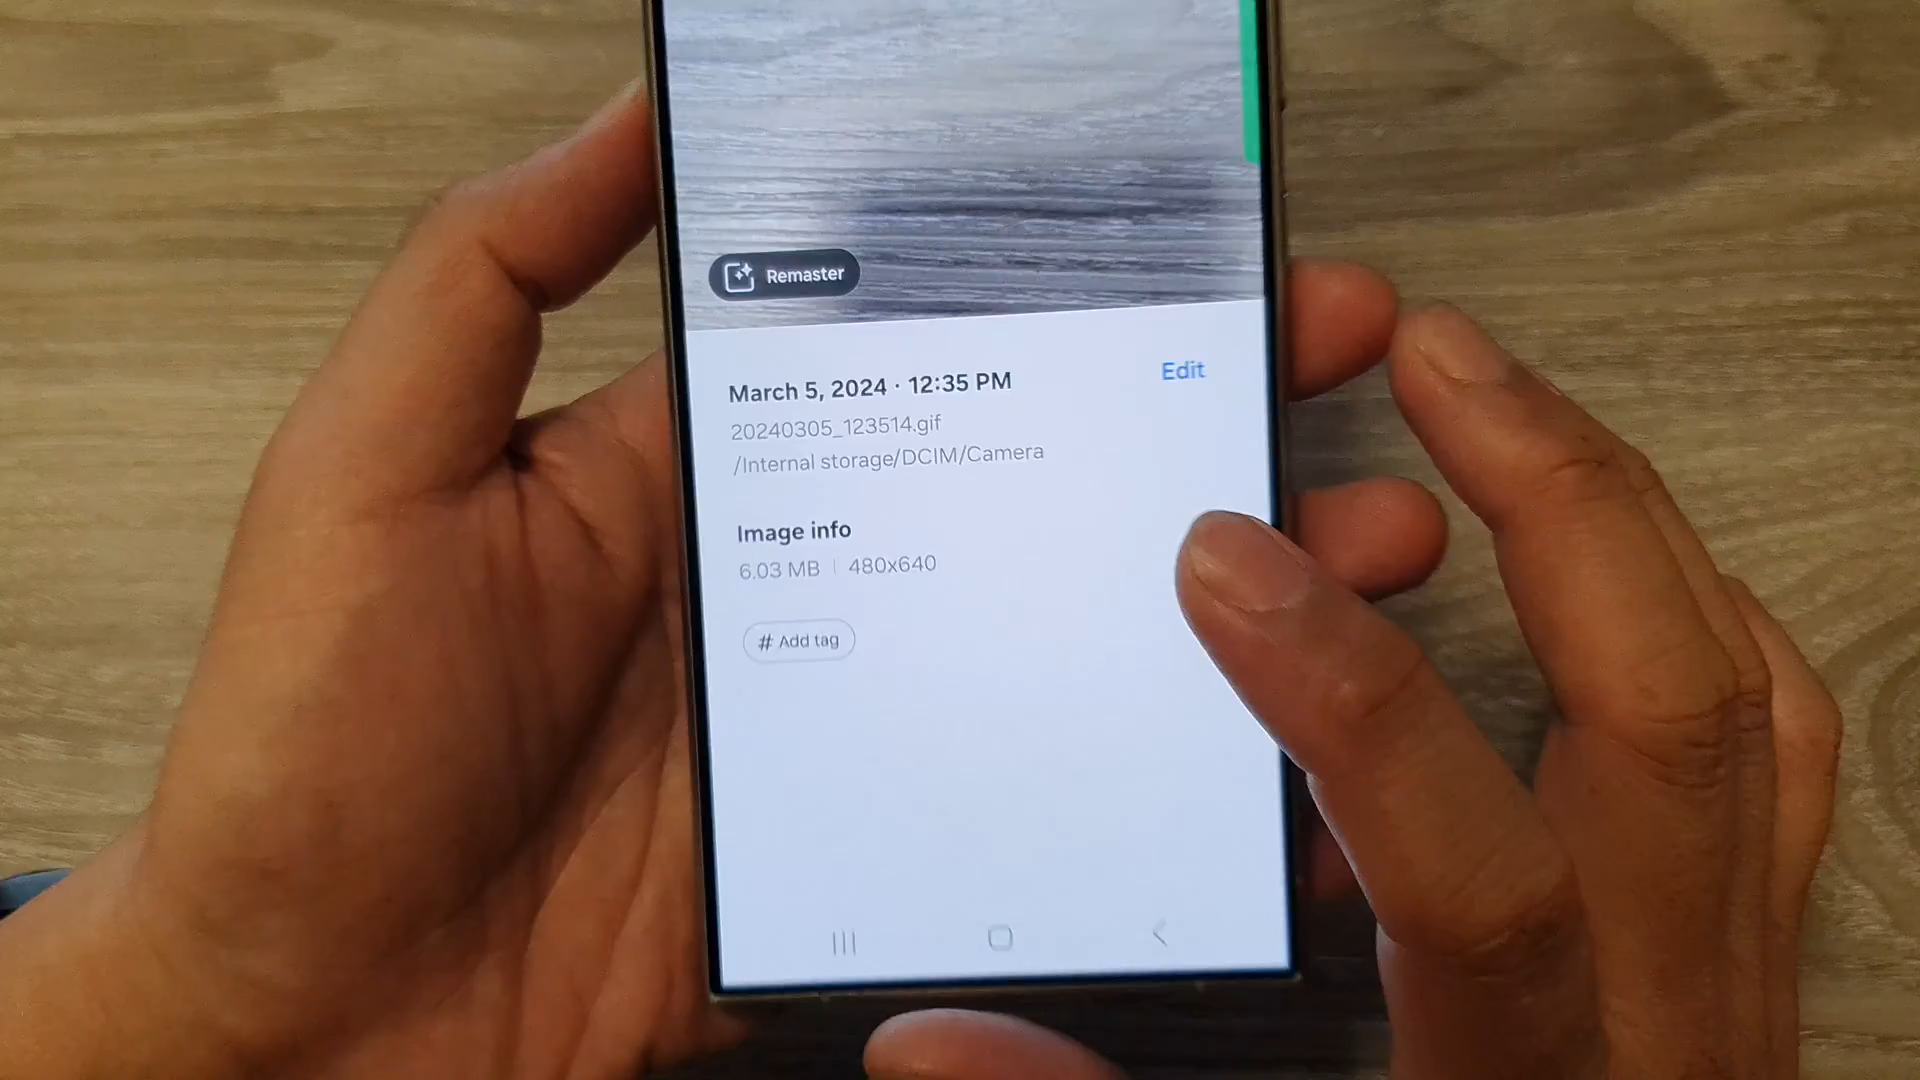 Remaster
March 5, 2024 · 12:35 PM
Edit
20240305_123514.gif
/Internal storage/DCIM/Camera
Image info
6.03 MB | 480x640
# Add tag